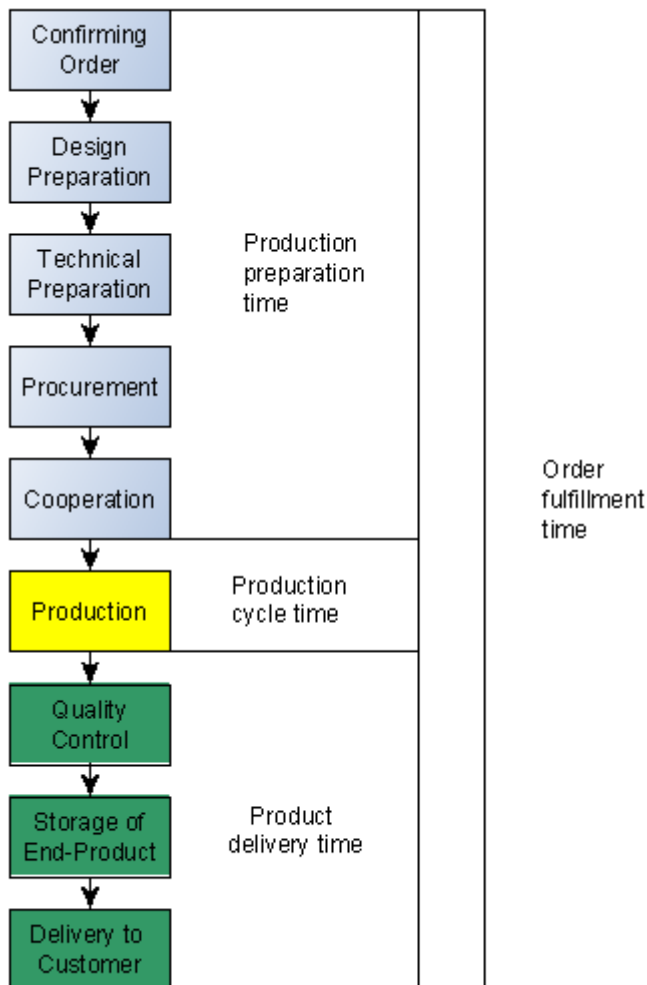 Confirming
Order
Design
Preparation
Technical
Preparation
Production
preparation
time
Procurement
Cooperation
Order
fulfillment
time
Production
Production
cycle time
Quality
Control
Storage of
End-Product
Product
delivery time
Delivery to
Customer